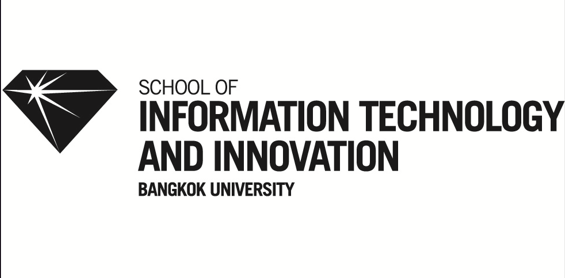 SCHOOL OF
INFORMATION TECHNOLOGY
AND INNOVATION
BANGKOK UNIVERSITY